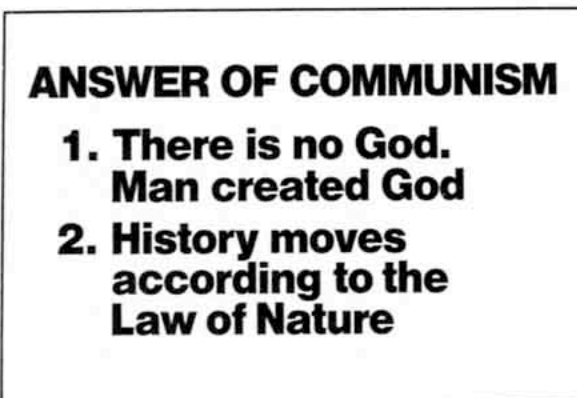 ANSWER OF COMMUNISM
1. There is no God.
Man created God
2. History moves
according to the
Law of Nature